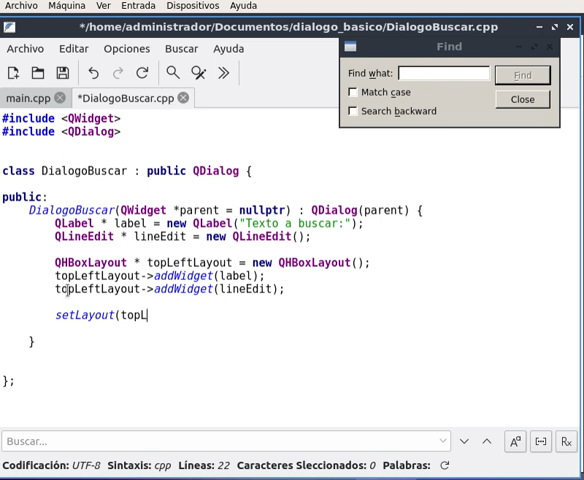 Archivo Máquina Ver Entrada Dispositivos Ayuda
*/home/administrador/Documentos/dialogo_basico/DialogoBuscar.cpp
Archivo Editar Opciones Buscar Ayuda
Find
Find what: Find
Match case
Close
Search backward
main.cpp *DialogoBuscar.cpp
#include <QWidget>
#include <QDialog>
class DialogoBuscar : public QDialog {
public:
DialogoBuscar(QWidget *parent = nullptr) : QDialog(parent) {
QLabel * label = new QLabel("Texto a buscar:");
QLineEdit * lineEdit = new QLineEdit();
QHBoxLayout * topLeftLayout = new QHBoxLayout();
topLeftLayout->addWidget(label);
topLeftLayout->addWidget(lineEdit);
setLayout(topL
}
};
Buscar... Aª [↔] Rx
Codificación: UTF-8 Sintaxis: cpp Líneas: 22 Caracteres Sleccionados: 0 Palabras: